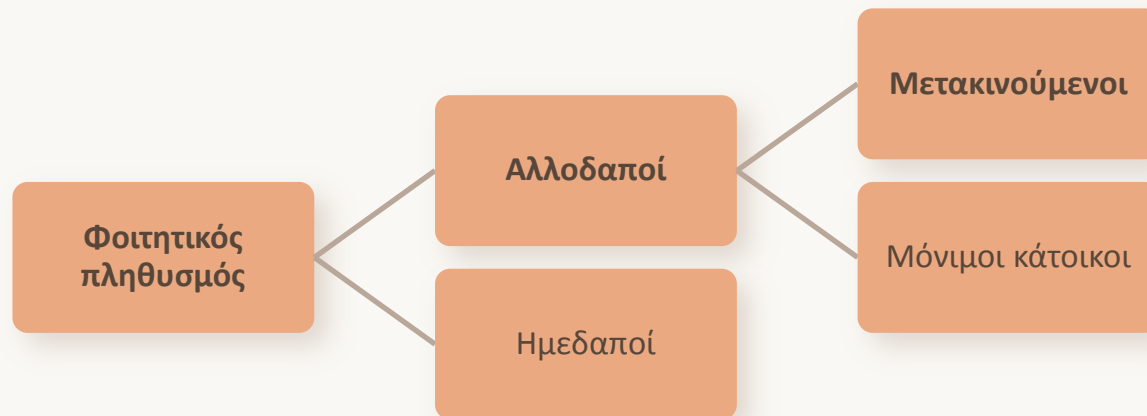 Μετακινούμενοι
Αλλοδαποί
Φοιτητικός
πληθυσμός
Μόνιμοι κάτοικοι
Ημεδαποί